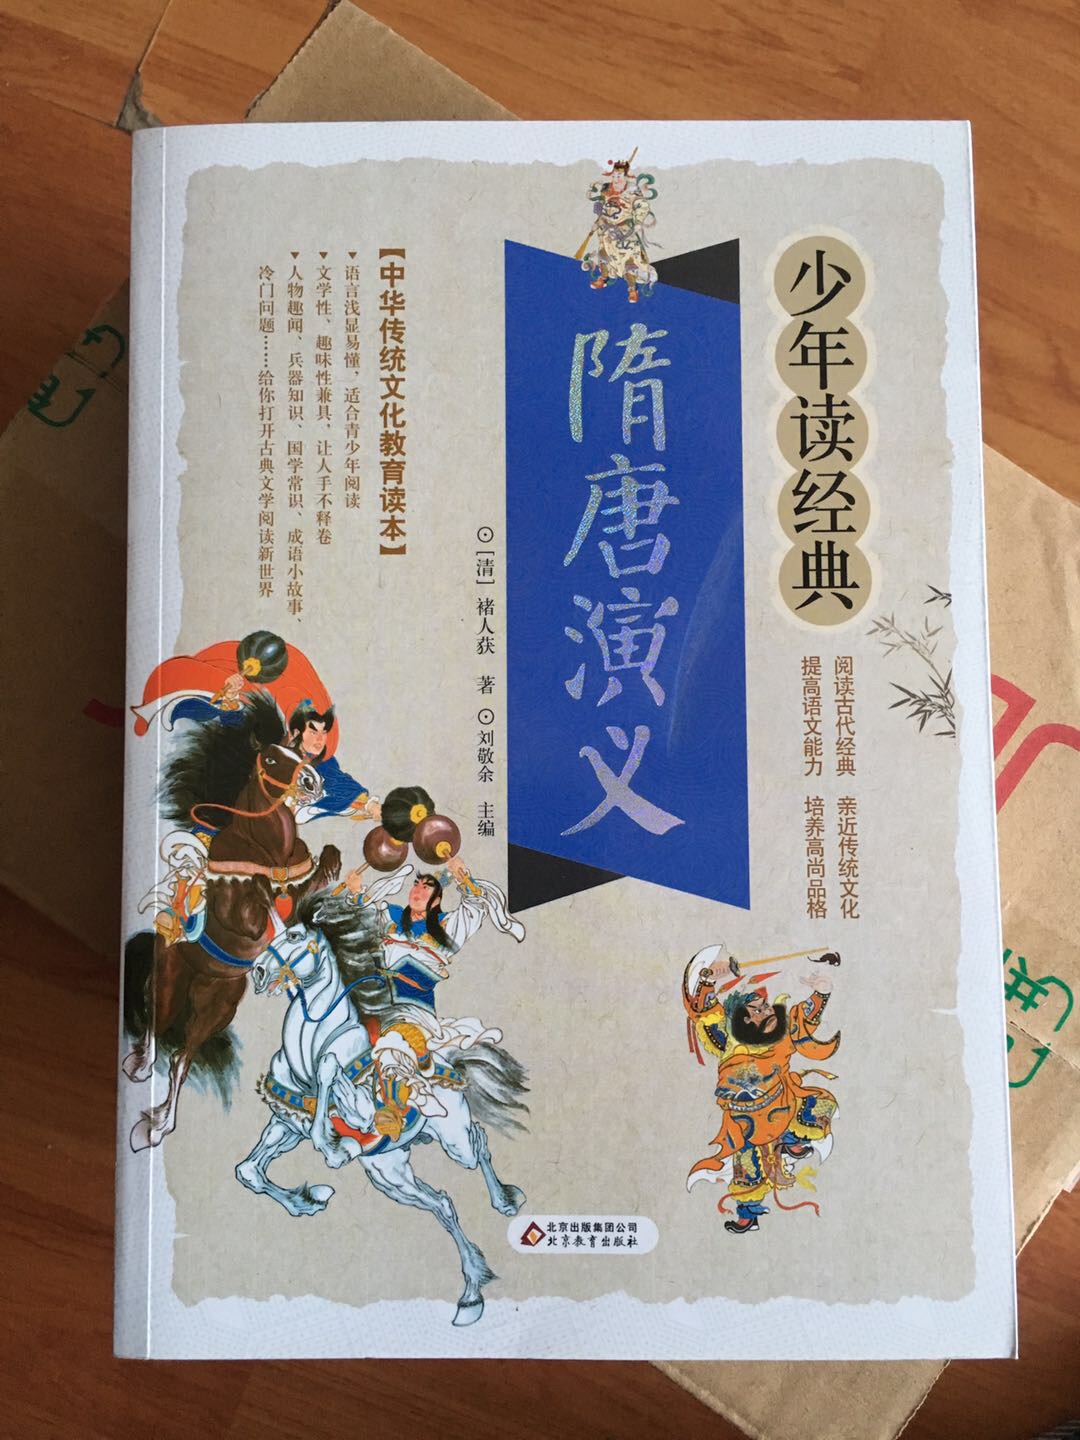 少年读经典
阅读古代经典 亲近传统文化
提高语文能力 培养高尚品格
隋唐演义
⊙[清]褚人获 著 ⊙刘敬余 主编
【中华传统文化教育读本】
▼语言浅显易懂，适合青少年阅读
▼文学性、趣味性兼具，让人手不释卷
▼人物趣闻、兵器知识、国学常识、成语小故事、
冷门问题……给你打开古典文学阅读新世界
北京出版集团公司
北京教育出版社